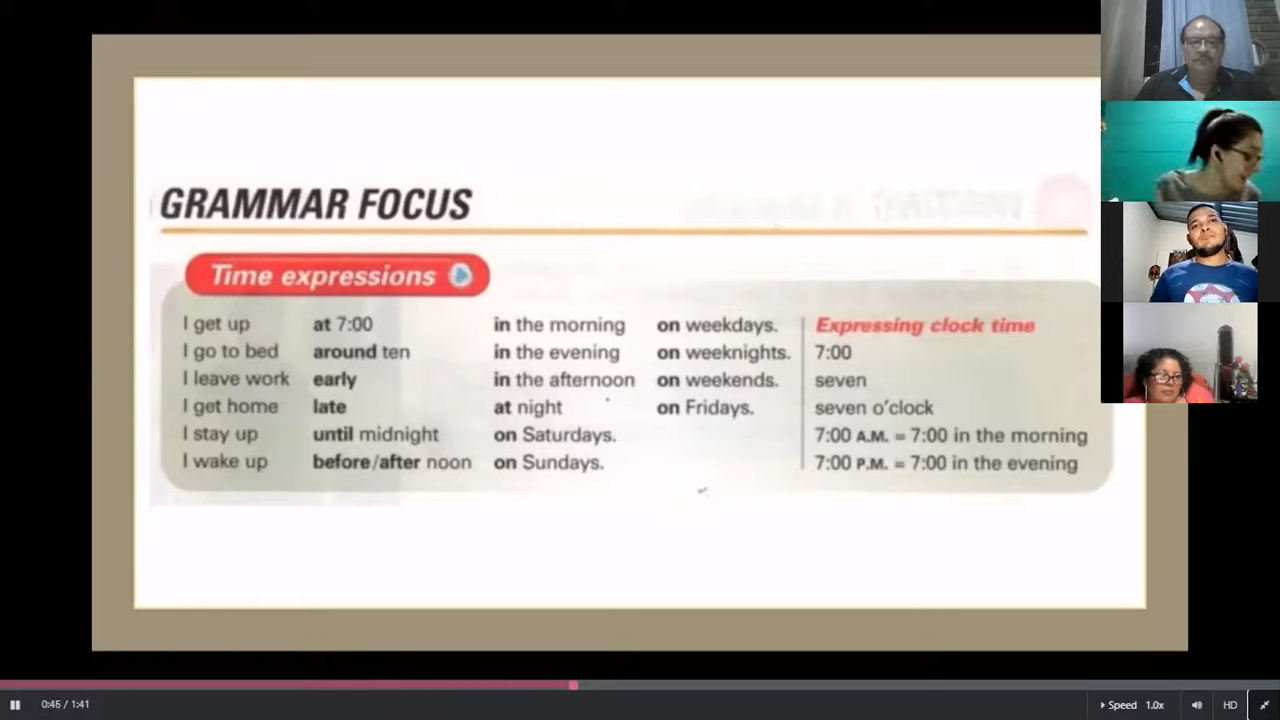 GRAMMAR FOCUS
Time expressions
I get up at 7:00 in the morning on weekdays.
I go to bed around ten in the evening on weeknights.
I leave work early in the afternoon on weekends.
I get home late at night on Fridays.
I stay up until midnight on Saturdays.
I wake up before/after noon on Sundays.
Expressing clock time
7:00
seven
seven o'clock
7:00 A.M. = 7:00 in the morning
7:00 P.M. = 7:00 in the evening
0:45 / 1:41
Speed 1.0x
HD